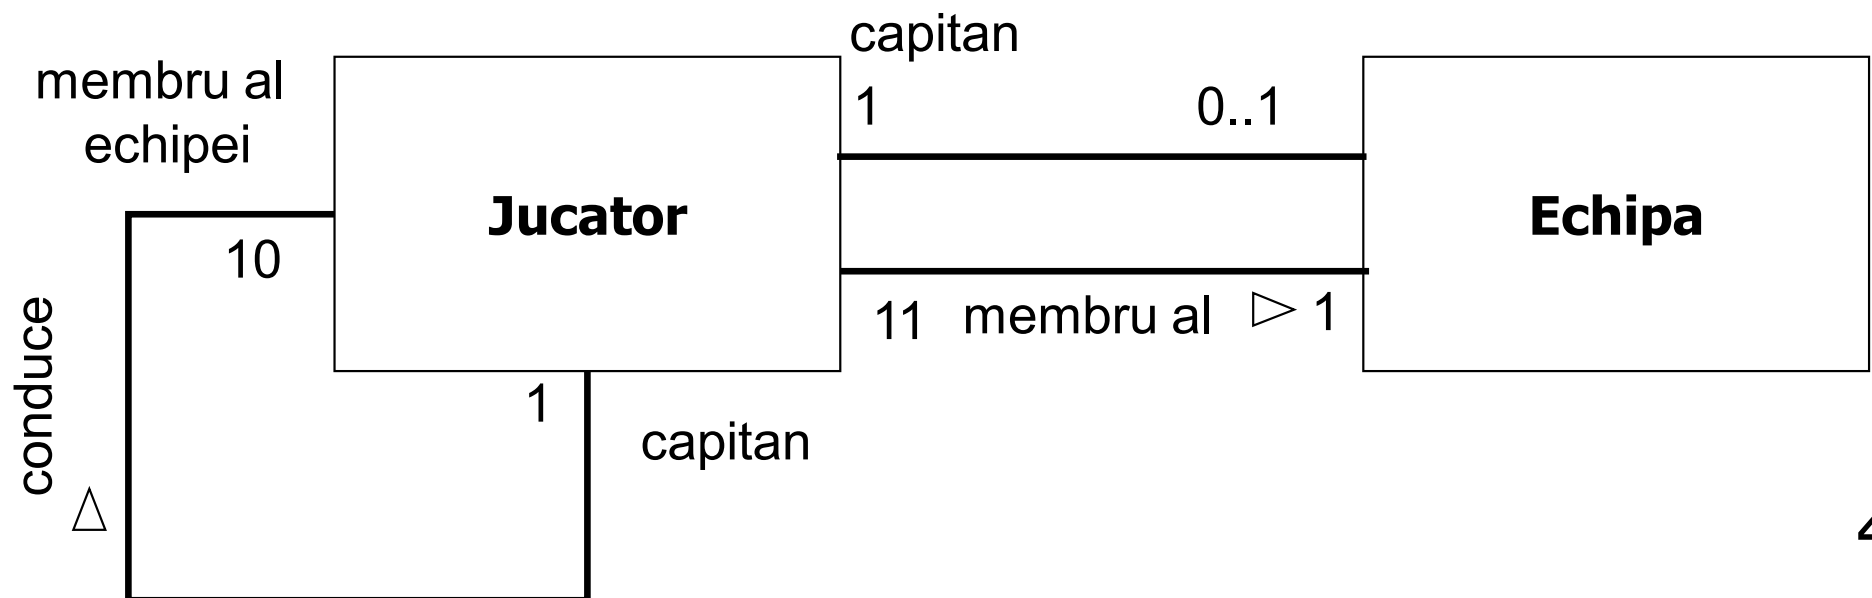 capitan
membru al
echipei
1
0..1
Jucator
Echipa
10
11
membru al
1
conduce
1
capitan